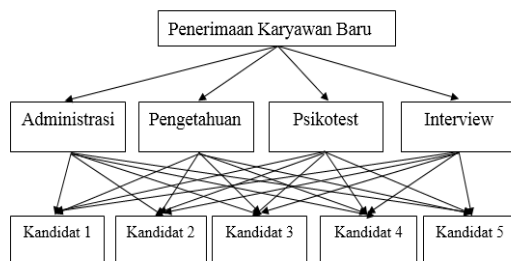 Penerimaan Karyawan Baru
Administrasi
Pengetahuan
Psikotest
Interview
Kandidat 1
Kandidat 2
Kandidat 3
Kandidat 4
Kandidat 5